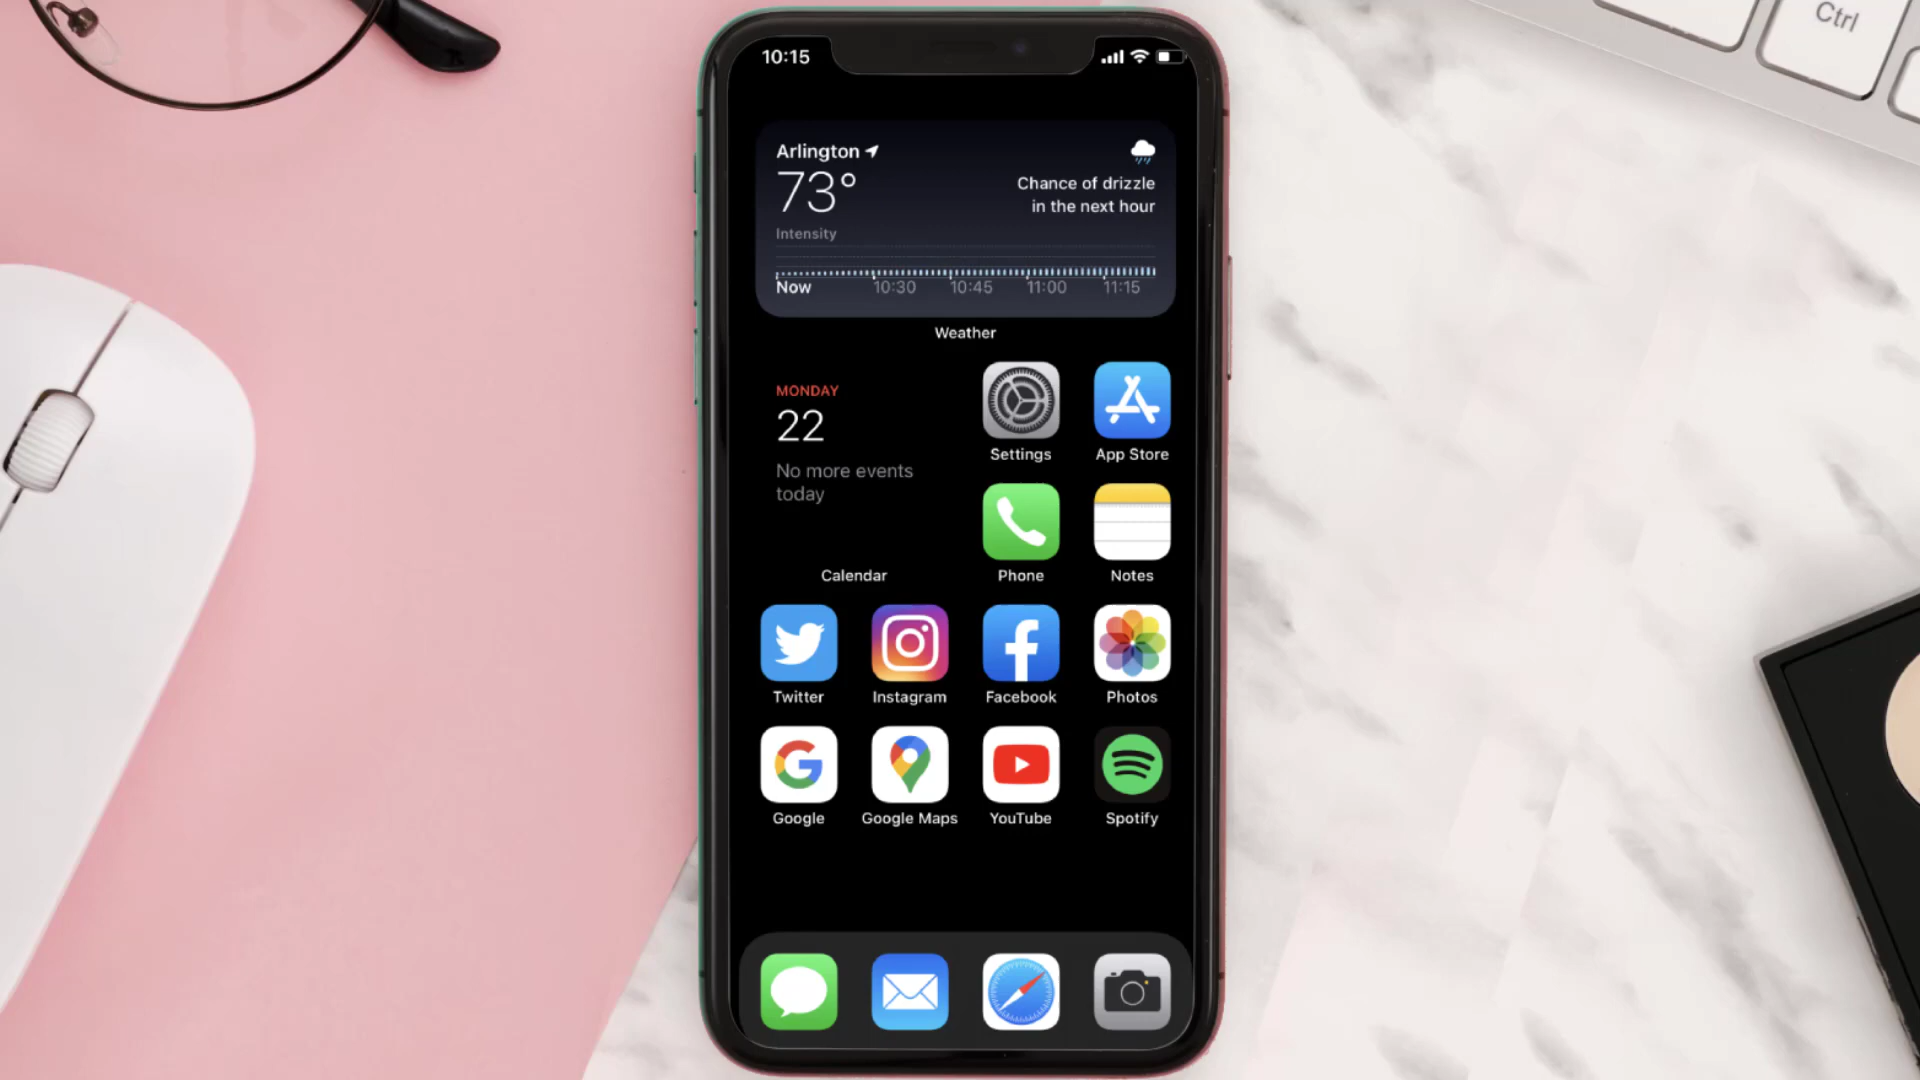 Ctrl
10:15
Arlington
73°
Chance of drizzle
in the next hour
Intensity
Now 10:30 10:45 11:00 11:15
Weather
MONDAY
22
No more events
today
Calendar
Settings App Store
Phone Notes
Twitter Instagram Facebook Photos
Google Google Maps YouTube Spotify